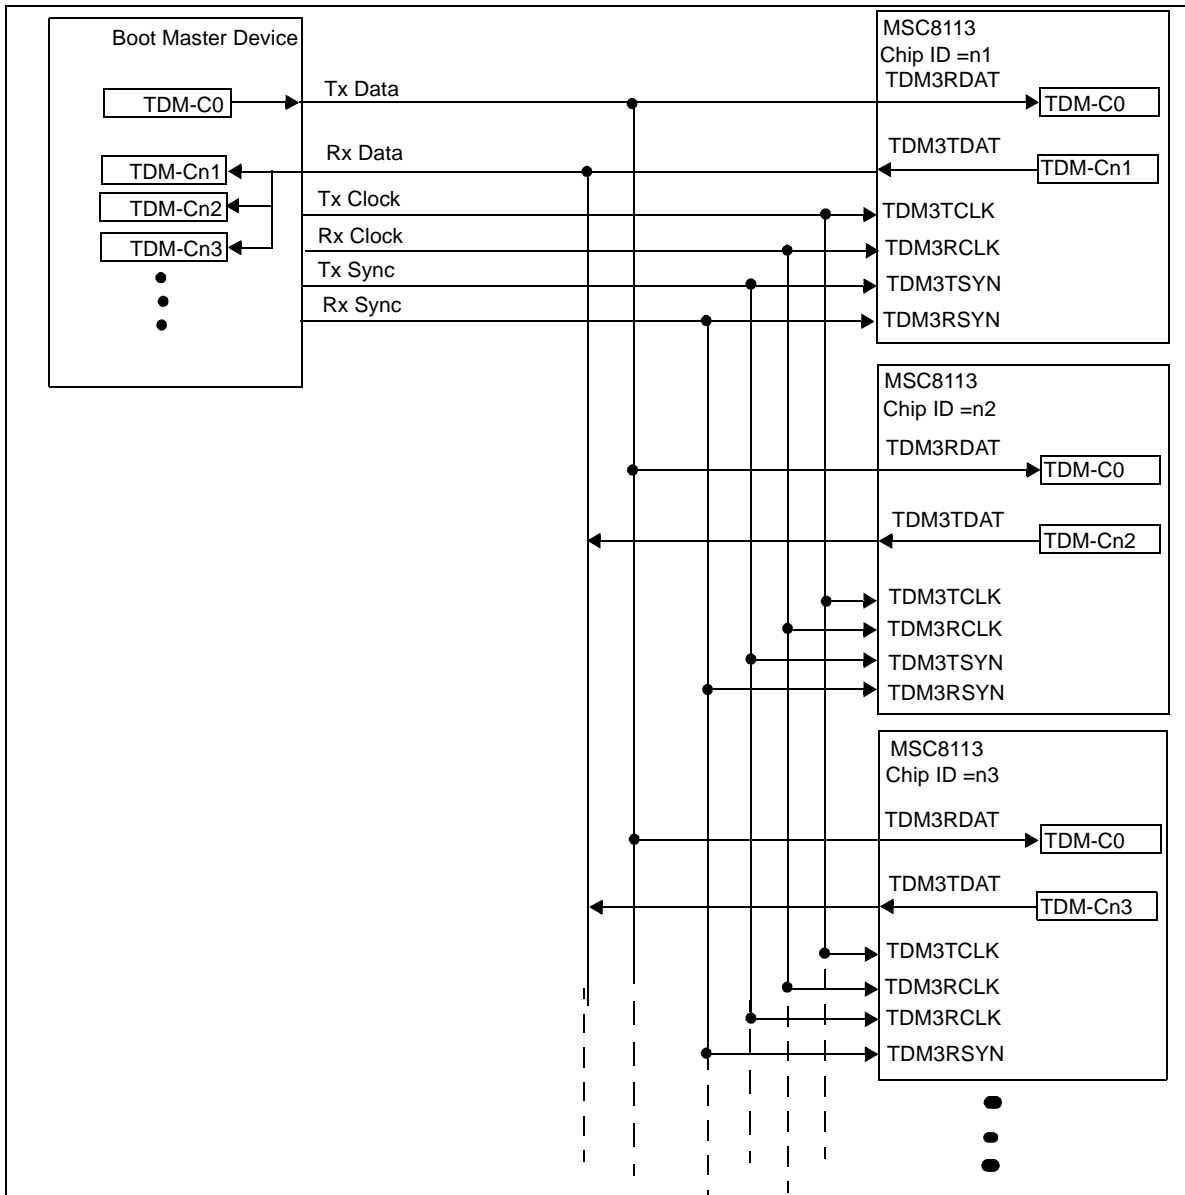 Boot Master Device
TDM-C0
TDM-Cn1
TDM-Cn2
TDM-Cn3
Tx Data
Rx Data
Tx Clock
Rx Clock
Tx Sync
Rx Sync
MSC8113
Chip ID =n1
TDM3RDAT
TDM-C0
TDM3TDAT
TDM-Cn1
TDM3TCLK
TDM3RCLK
TDM3TSYN
TDM3RSYN
MSC8113
Chip ID =n2
TDM3RDAT
TDM-C0
TDM3TDAT
TDM-Cn2
TDM3TCLK
TDM3RCLK
TDM3TSYN
TDM3RSYN
MSC8113
Chip ID =n3
TDM3RDAT
TDM-C0
TDM3TDAT
TDM-Cn3
TDM3TCLK
TDM3RCLK
TDM3RCLK
TDM3RSYN